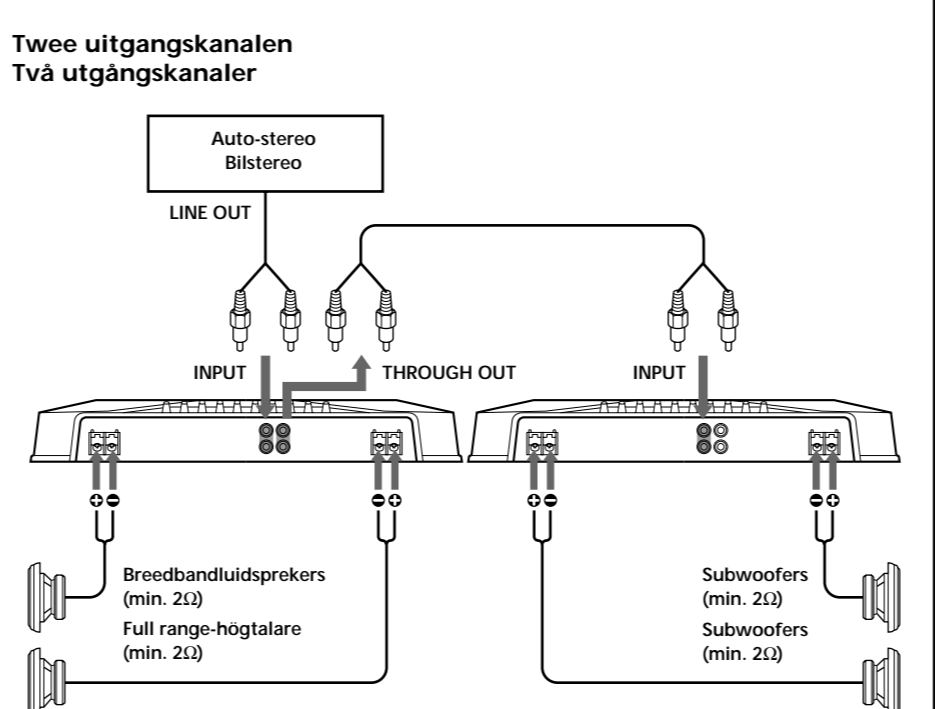 Twee uitgangskanalen
Två utgångskanaler
Auto-stereo
Bilstereo
LINE OUT
INPUT
THROUGH OUT
INPUT
Breedbandluidsprekers
(min. 2Ω)
Full range-högtalare
(min. 2Ω)
Subwoofers
(min. 2Ω)
Subwoofers
(min. 2Ω)